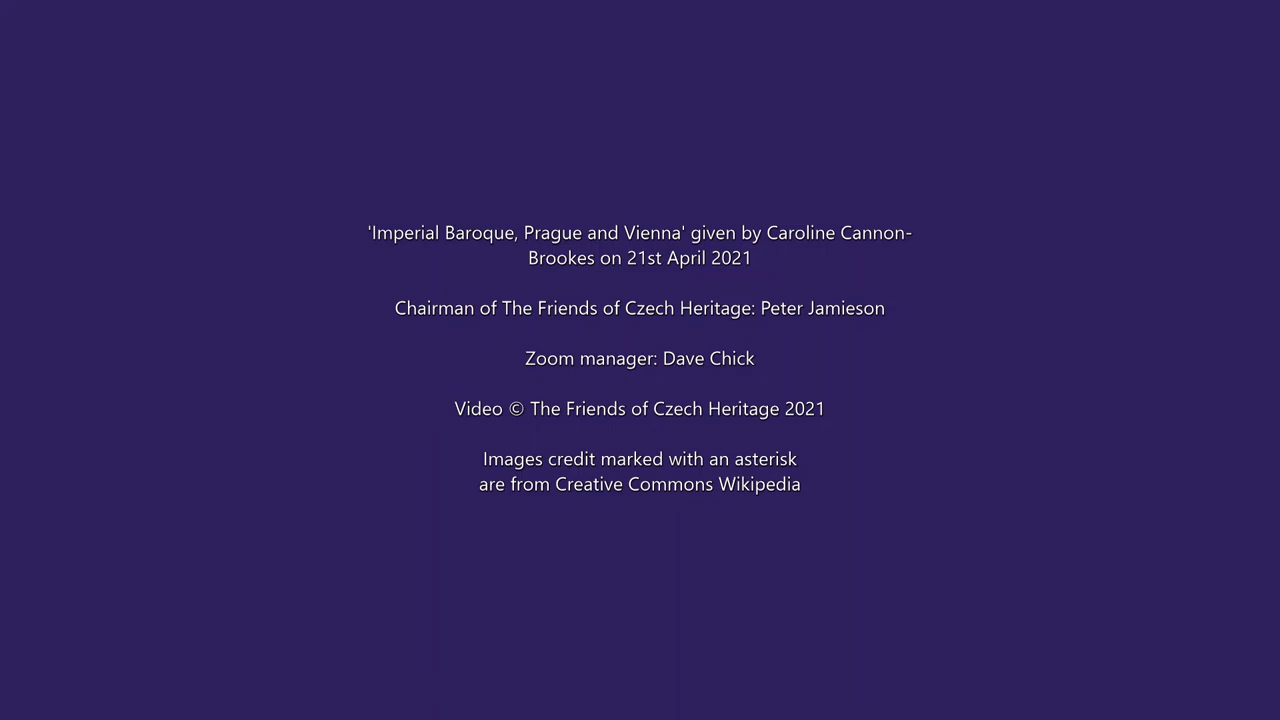 'Imperial Baroque, Prague and Vienna' given by Caroline Cannon-
Brookes on 21st April 2021
Chairman of The Friends of Czech Heritage: Peter Jamieson
Zoom manager: Dave Chick
Video © The Friends of Czech Heritage 2021
Images credit marked with an asterisk
are from Creative Commons Wikipedia